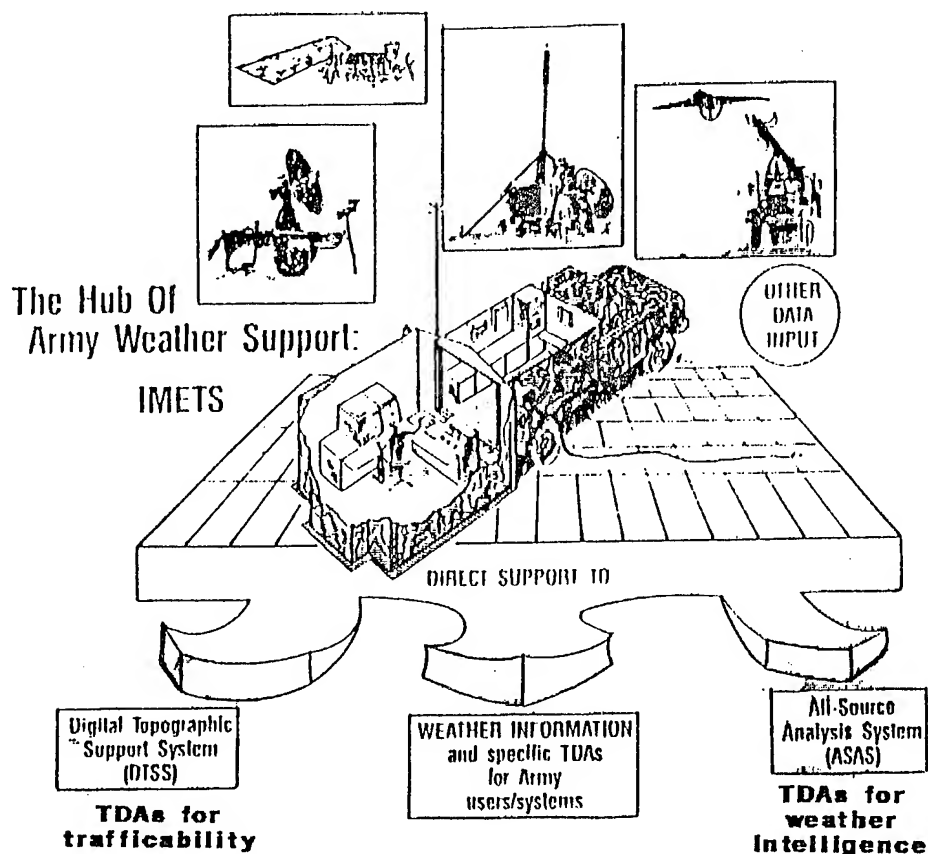 The Hub Of
Army Weather Support:
IMETS
OTHER
DATA
INPUT
DIRECT SUPPORT TO
Digital Topographic
Support System
(DTSS)
TDAs for
trafficability
WEATHER INFORMATION
and specific TDAs
for Army
users/systems
All-Source
Analysis System
(ASAS)
TDAs for
weather
Intelligence